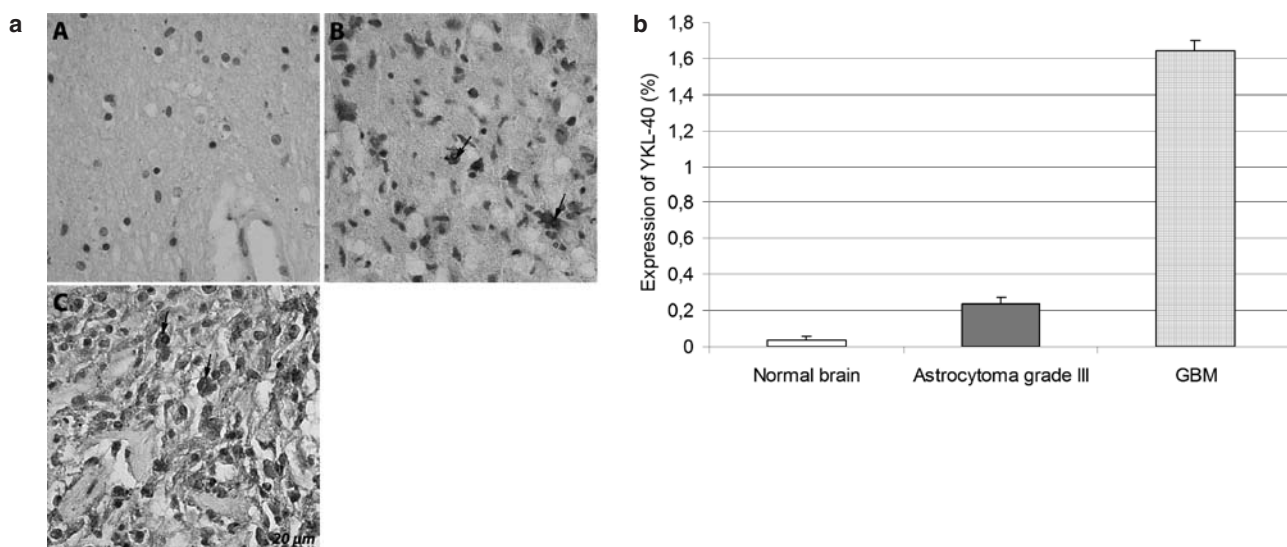 a
A
B
C
20 µm
b
Expression of YKL-40 (%)
1,8
1,6
1,4
1,2
1
0,8
0,6
0,4
0,2
0
Normal brain
Astrocytoma grade III
GBM